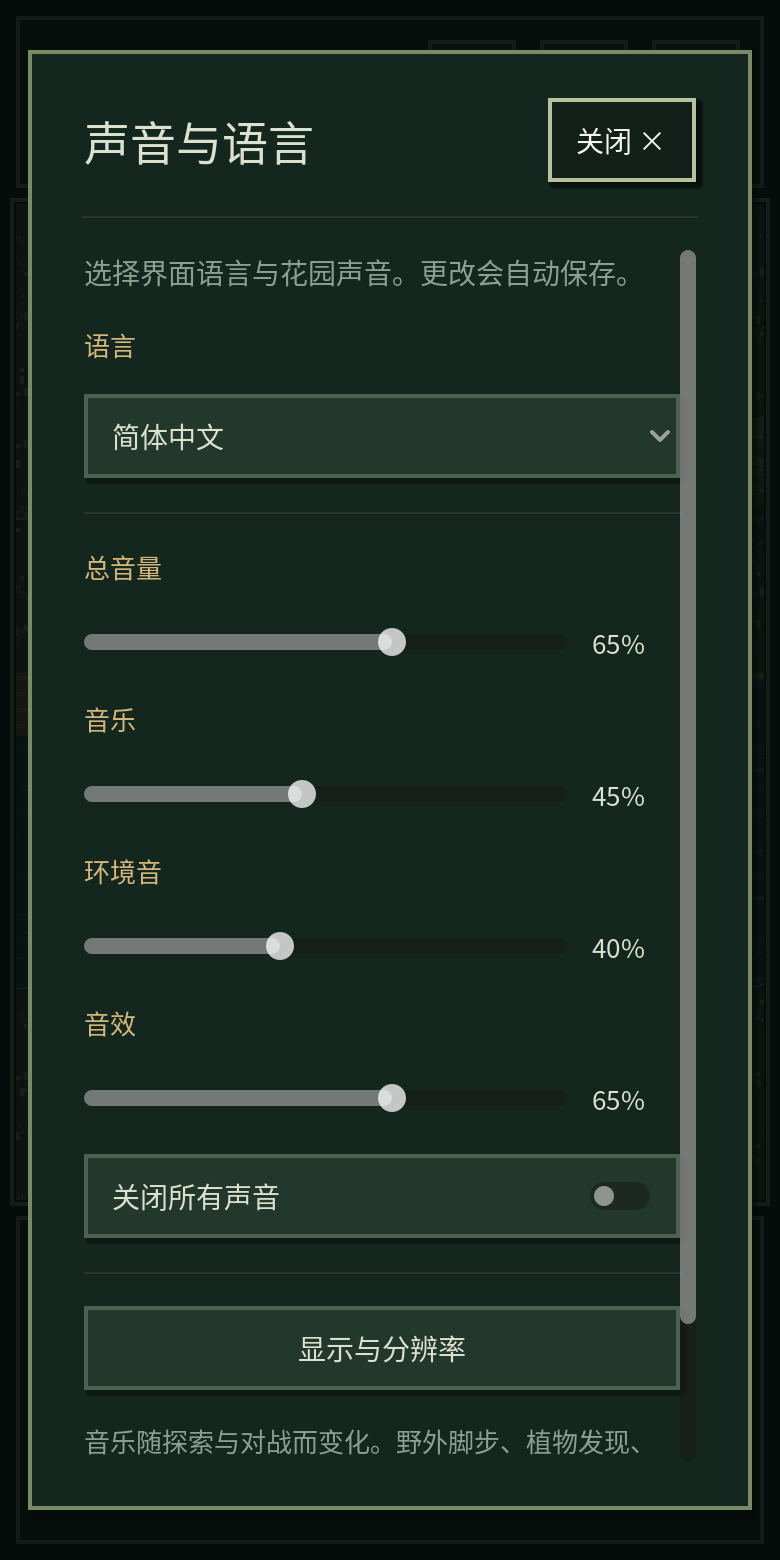 声音与语言
关闭 ×
选择界面语言与花园声音。更改会自动保存。
语言
简体中文
总音量
65%
音乐
45%
环境音
40%
音效
65%
关闭所有声音
显示与分辨率
音乐随探索与对战而变化。野外脚步、植物发现、